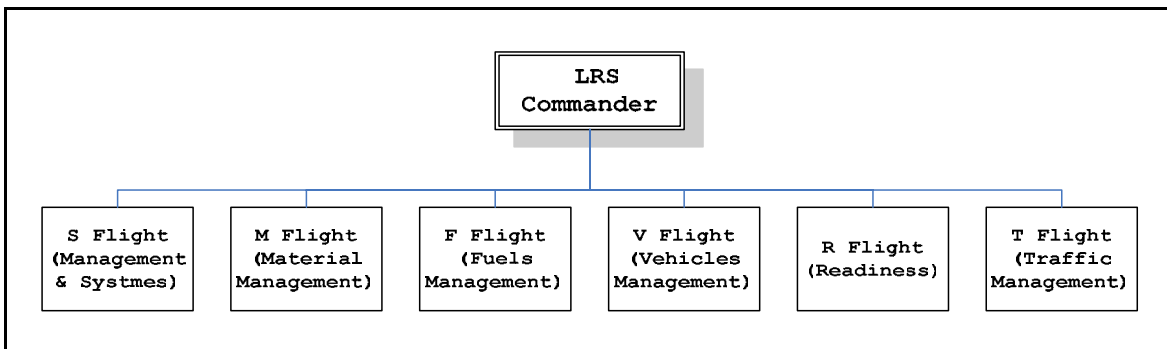 LRS
Commander
S Flight
(Management
& Systmes)
M Flight
(Material
Management)
F Flight
(Fuels
Management)
V Flight
(Vehicles
Management)
R Flight
(Readiness)
T Flight
(Traffic
Management)